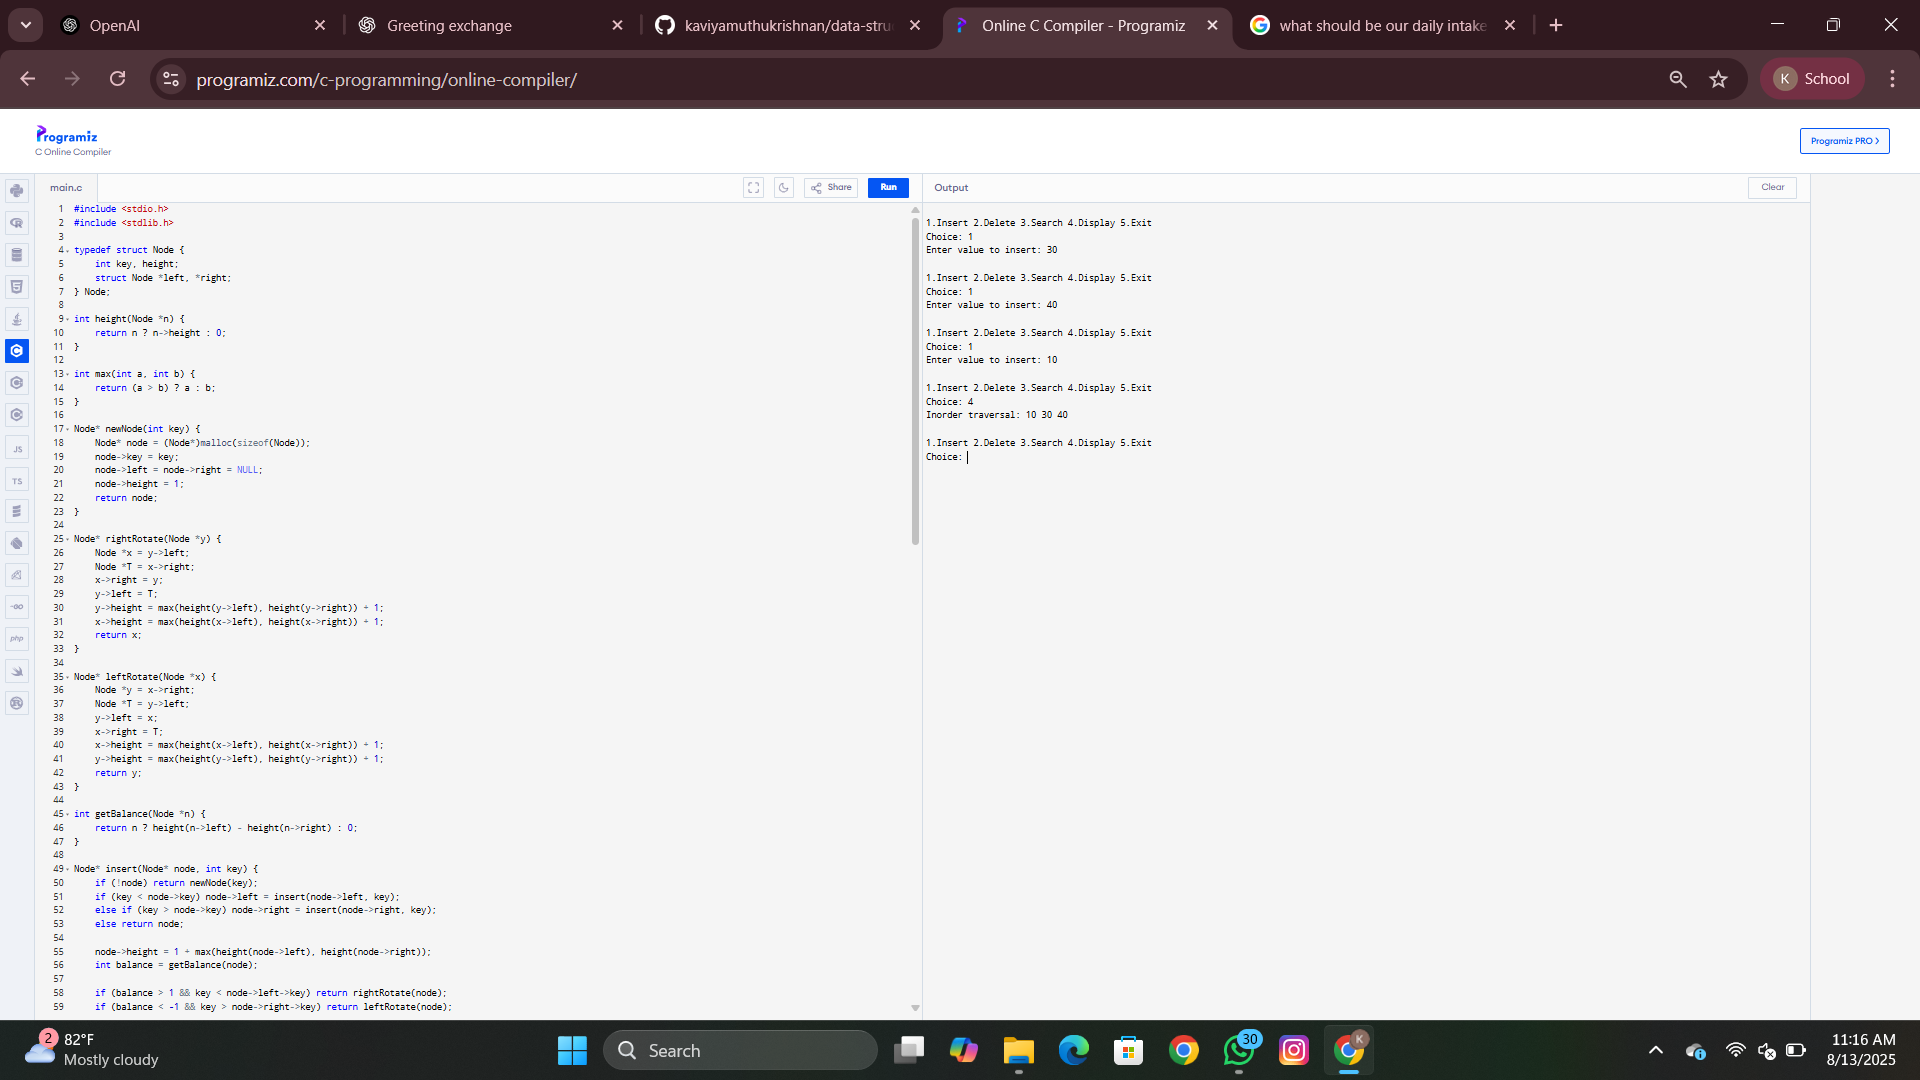 OpenAI
Greeting exchange
kaviyamuthukrishnan/data-stru
Online C Compiler - Programiz
what should be our daily intake
programiz.com/c-programming/online-compiler/
K School
Programiz
C Online Compiler
Programiz PRO >
main.c
Share
Run
Output
Clear
1 #include <stdio.h>
2 #include <stdlib.h>
3
4 typedef struct Node {
5 int key, height;
6 struct Node *left, *right;
7 } Node;
8
9 int height(Node *n) {
10 return n ? n->height : 0;
11 }
12
13 int max(int a, int b) {
14 return (a > b) ? a : b;
15 }
16
17 Node* newNode(int key) {
18 Node* node = (Node*)malloc(sizeof(Node));
19 node->key = key;
20 node->left = node->right = NULL;
21 node->height = 1;
22 return node;
23 }
24
25 Node* rightRotate(Node *y) {
26 Node *x = y->left;
27 Node *T = x->right;
28 x->right = y;
29 y->left = T;
30 y->height = max(height(y->left), height(y->right)) + 1;
31 x->height = max(height(x->left), height(x->right)) + 1;
32 return x;
33 }
34
35 Node* leftRotate(Node *x) {
36 Node *y = x->right;
37 Node *T = y->left;
38 y->left = x;
39 x->right = T;
40 x->height = max(height(x->left), height(x->right)) + 1;
41 y->height = max(height(y->left), height(y->right)) + 1;
42 return y;
43 }
44
45 int getBalance(Node *n) {
46 return n ? height(n->left) - height(n->right) : 0;
47 }
48
49 Node* insert(Node* node, int key) {
50 if (!node) return newNode(key);
51 if (key < node->key) node->left = insert(node->left, key);
52 else if (key > node->key) node->right = insert(node->right, key);
53 else return node;
54
55 node->height = 1 + max(height(node->left), height(node->right));
56 int balance = getBalance(node);
57
58 if (balance > 1 && key < node->left->key) return rightRotate(node);
59 if (balance < -1 && key > node->right->key) return leftRotate(node);
1.Insert 2.Delete 3.Search 4.Display 5.Exit
Choice: 1
Enter value to insert: 30
1.Insert 2.Delete 3.Search 4.Display 5.Exit
Choice: 1
Enter value to insert: 40
1.Insert 2.Delete 3.Search 4.Display 5.Exit
Choice: 1
Enter value to insert: 10
1.Insert 2.Delete 3.Search 4.Display 5.Exit
Choice: 4
Inorder traversal: 10 30 40
1.Insert 2.Delete 3.Search 4.Display 5.Exit
Choice:
JS
TS
GO
php
2
82°F
Mostly cloudy
Search
30
K
11:16 AM
8/13/2025